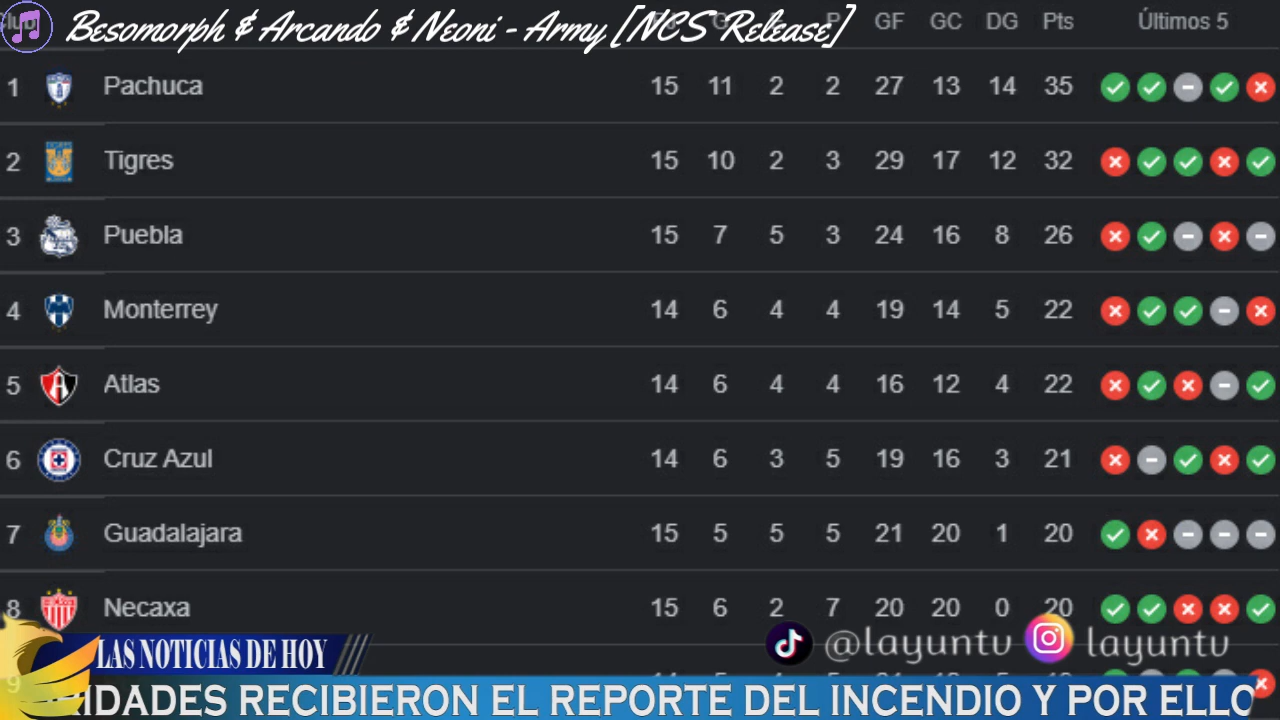 Besomorph & Arcando & Neoni - Army [NCS Release]
GF GC DG Pts Últimos 5
1 Pachuca 15 11 2 2 27 13 14 35
2 Tigres 15 10 2 3 29 17 12 32
3 Puebla 15 7 5 3 24 16 8 26
4 Monterrey 14 6 4 4 19 14 5 22
5 Atlas 14 6 4 4 16 12 4 22
6 Cruz Azul 14 6 3 5 19 16 3 21
7 Guadalajara 15 5 5 5 21 20 1 20
8 Necaxa 15 6 2 7 20 20 0 20
LAS NOTICIAS DE HOY
@layuntv layuntv
RIDADES RECIBIERON EL REPORTE DEL INCENDIO Y POR ELLO